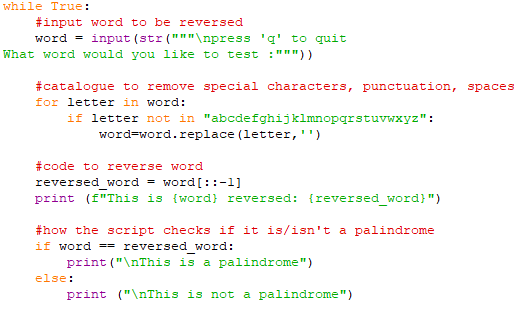 while True:
    #input word to be reversed
    word = input(str("""\npress 'q' to quit
What word would you like to test :"""))

    #catalogue to remove special characters, punctuation, spaces
    for letter in word:
        if letter not in "abcdefghijklmnopqrstuvwxyz":
            word=word.replace(letter,'')

    #code to reverse word
    reversed_word = word[::-1]
    print (f"This is {word} reversed: {reversed_word}")

    #how the script checks if it is/isn't a palindrome
    if word == reversed_word:
        print("\nThis is a palindrome")
    else:
        print ("\nThis is not a palindrome")